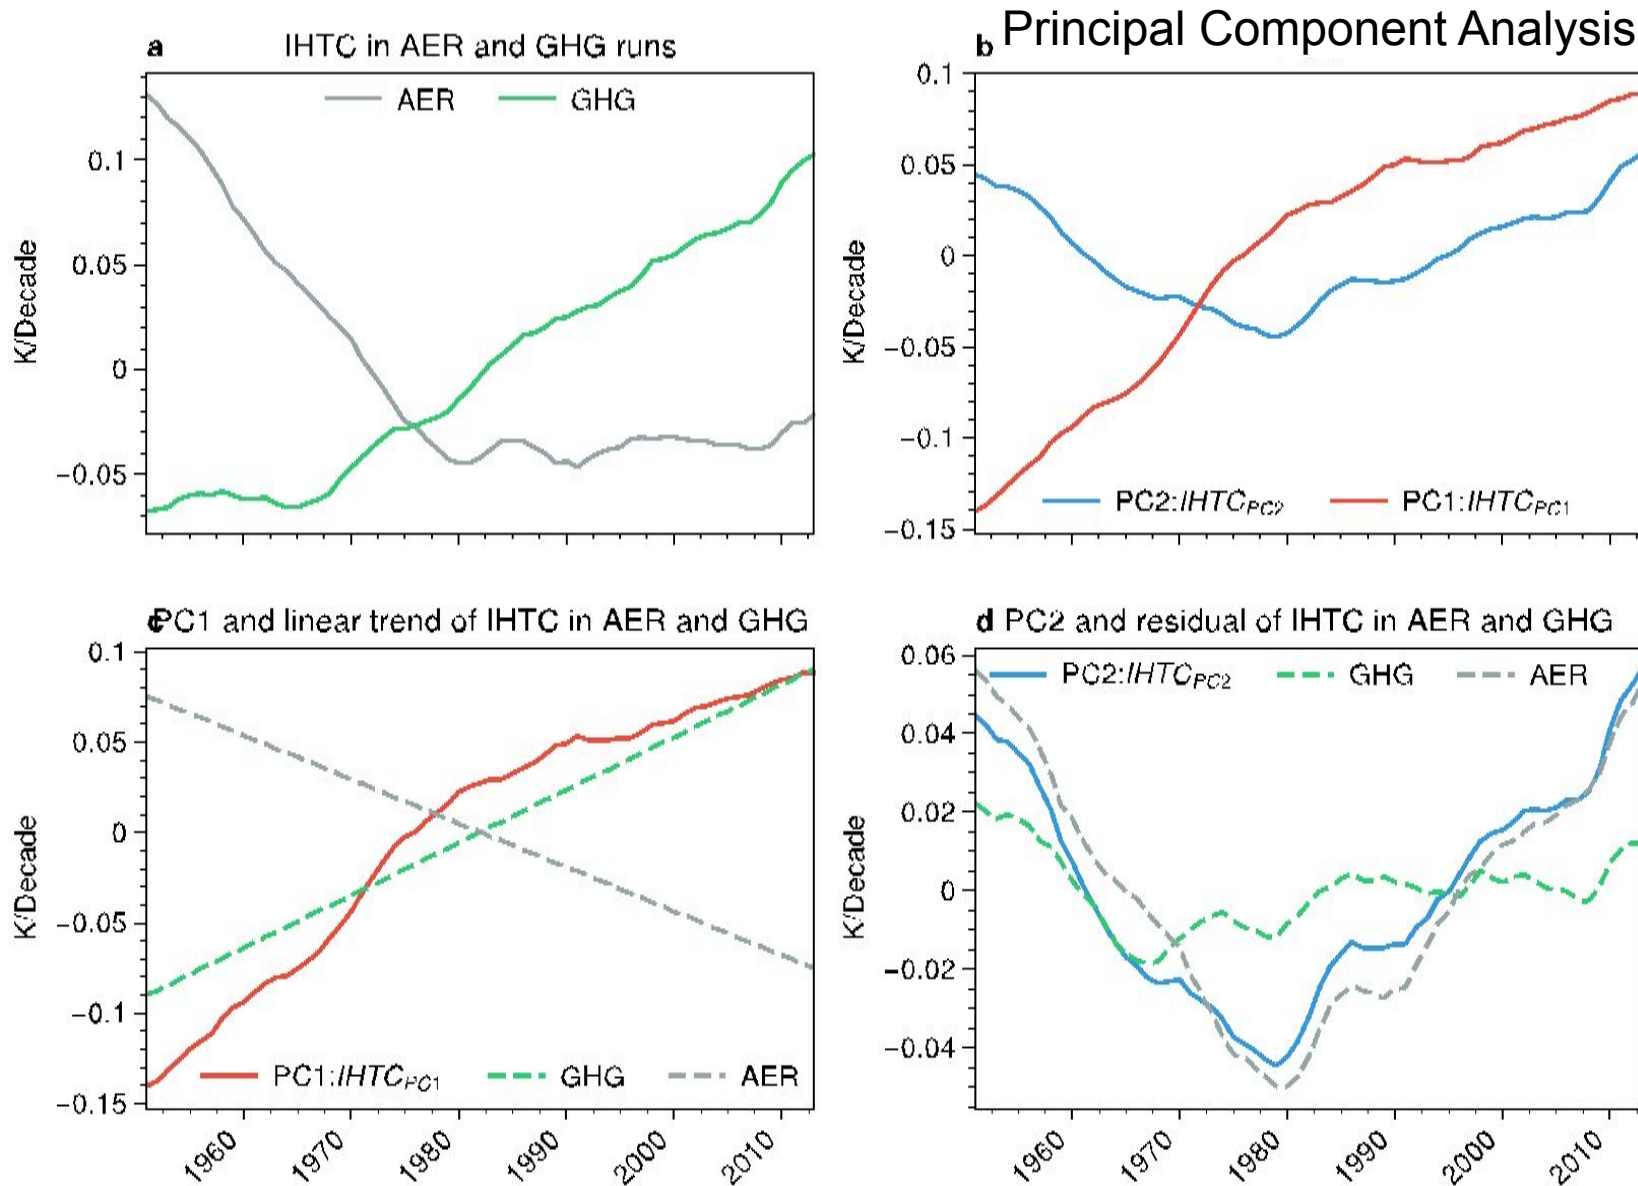 Principal Component Analysis
a IHTC in AER and GHG runs
AER GHG
0.1
0.05
0
−0.05
K/Decade
b
0.1
0.05
0
−0.05
−0.1
−0.15
K/Decade
PC2:IHTC_PC2 PC1:IHTC_PC1
c PC1 and linear trend of IHTC in AER and GHG
0.1
0.05
0
−0.05
−0.1
−0.15
K/Decade
PC1:IHTC_PC1 GHG AER
1960 1970 1980 1990 2000 2010
d PC2 and residual of IHTC in AER and GHG
PC2:IHTC_PC2 GHG AER
0.06
0.04
0.02
0
−0.02
−0.04
K/Decade
1960 1970 1980 1990 2000 2010